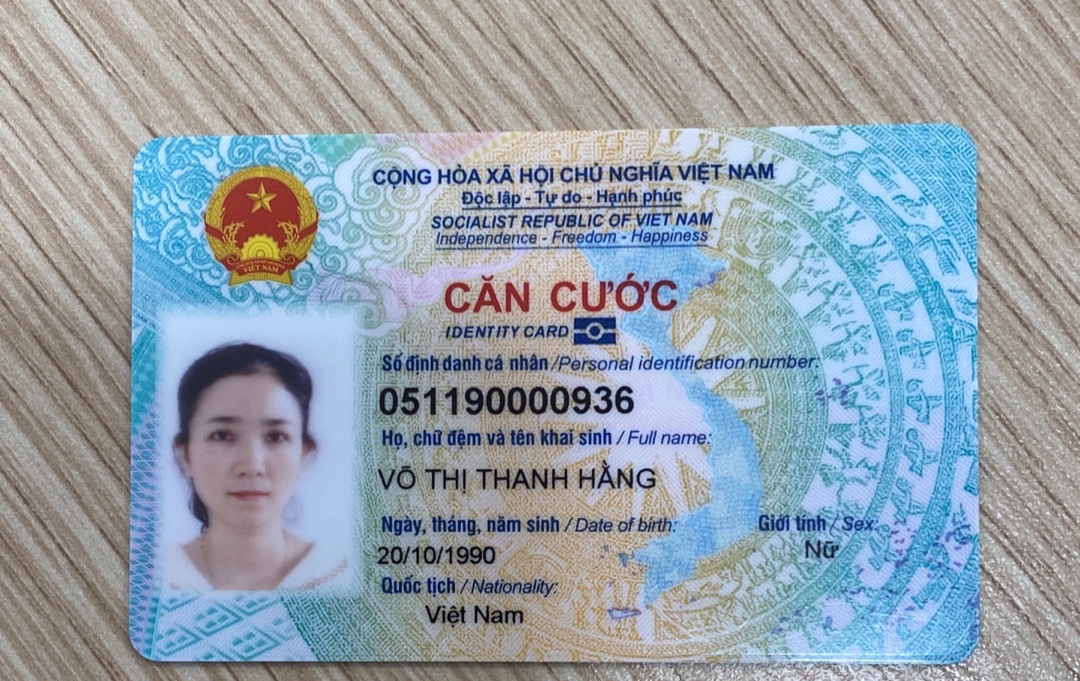 CỘNG HÒA XÃ HỘI CHỦ NGHĨA VIỆT NAM
Độc lập - Tự do - Hạnh phúc
SOCIALIST REPUBLIC OF VIET NAM
Independence - Freedom - Happiness
VIỆT NAM
CĂN CƯỚC
IDENTITY CARD
Số định danh cá nhân / Personal identification number:
051190000936
Họ, chữ đệm và tên khai sinh / Full name:
VÕ THỊ THANH HẰNG
Ngày, tháng, năm sinh / Date of birth: Giới tính / Sex:
20/10/1990 Nữ
Quốc tịch / Nationality:
Việt Nam